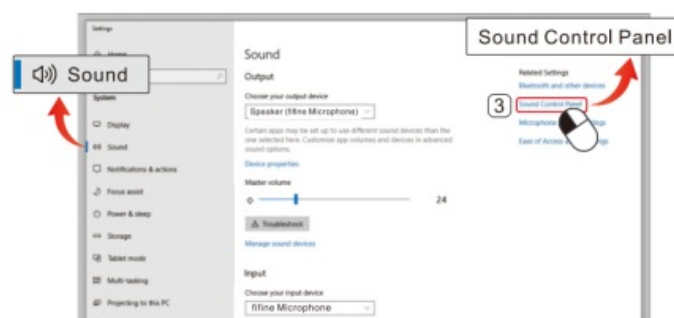 Settings
Home
Sound
System
Display
Sound
Notifications & actions
Focus assist
Power & sleep
Storage
Tablet mode
Multi-tasking
Projecting to this PC
Sound
Output
Choose your output device
Speaker (fifine Microphone)
Certain apps may be set up to use different sound devices than the
one selected here. Customise app volumes and devices in advanced
sound options.
Device properties
Master volume
24
Troubleshoot
Manage sound devices
Input
Choose your input device
fifine Microphone
Sound Control Panel
Related Settings
Bluetooth and other devices
3
Sound Control Panel
Microphone
Ease of Access